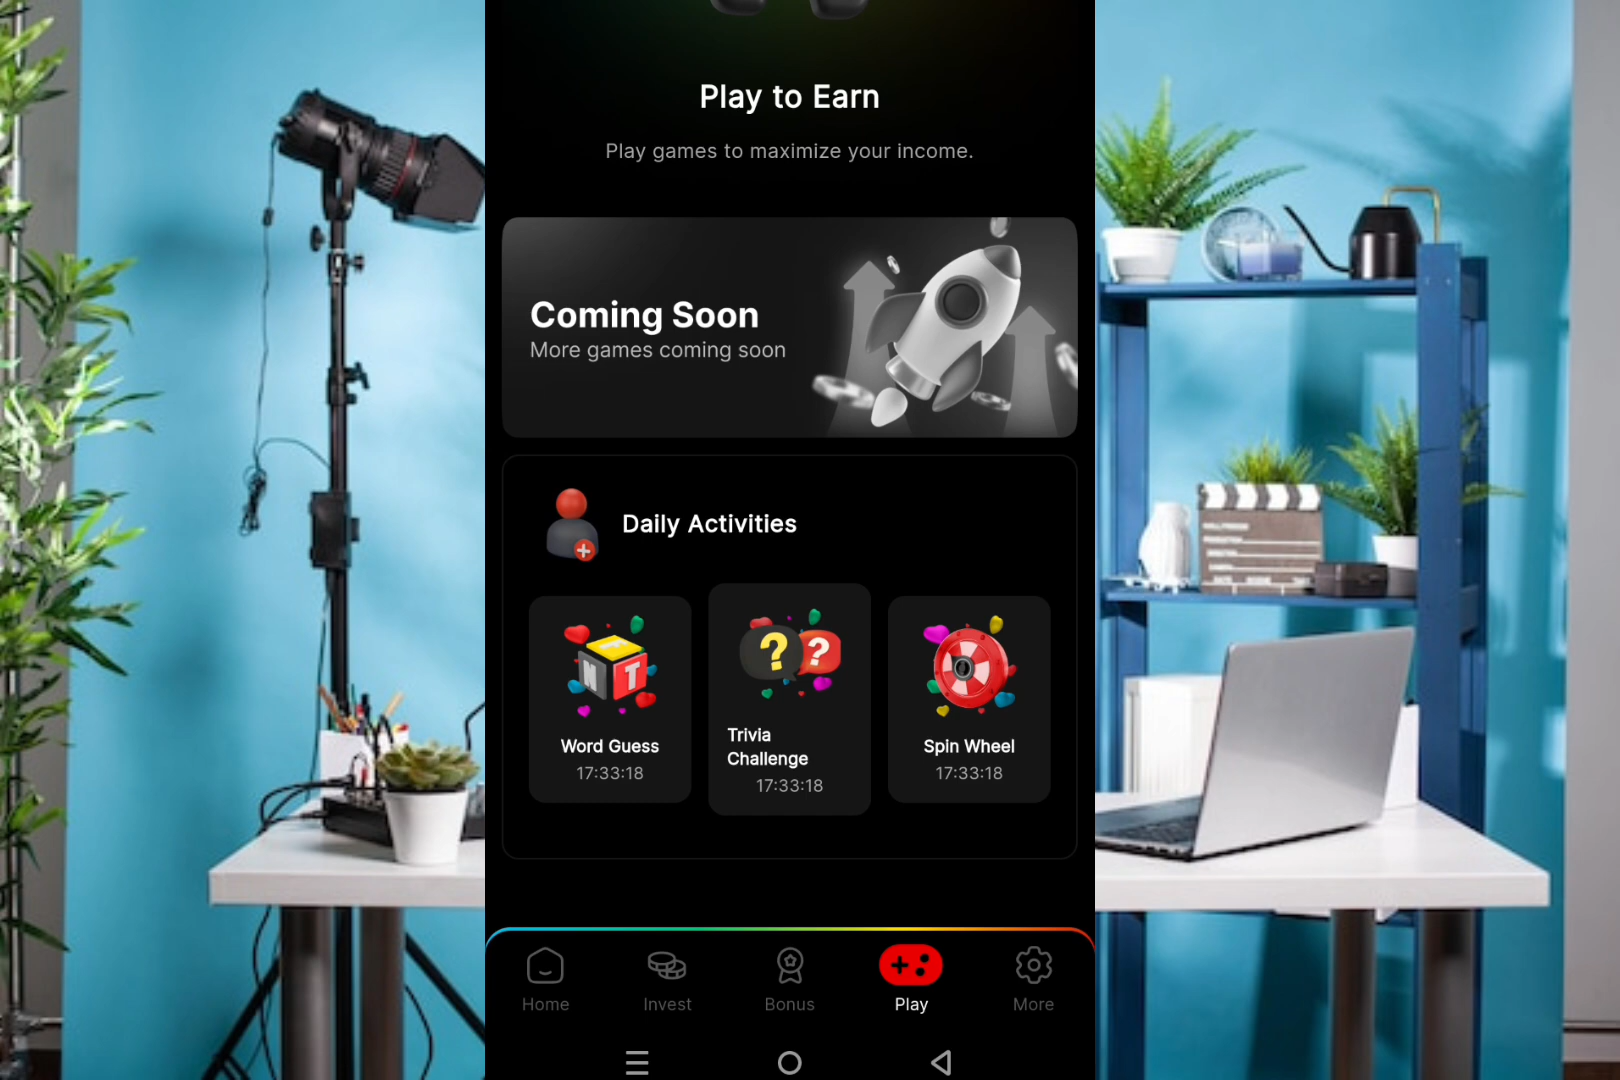 Play to Earn
Play games to maximize your income.
Coming Soon
More games coming soon
Daily Activities
N T
? ?
Word Guess
17:33:18
Trivia
Challenge
17:33:18
Spin Wheel
17:33:18
Home
Invest
Bonus
Play
More